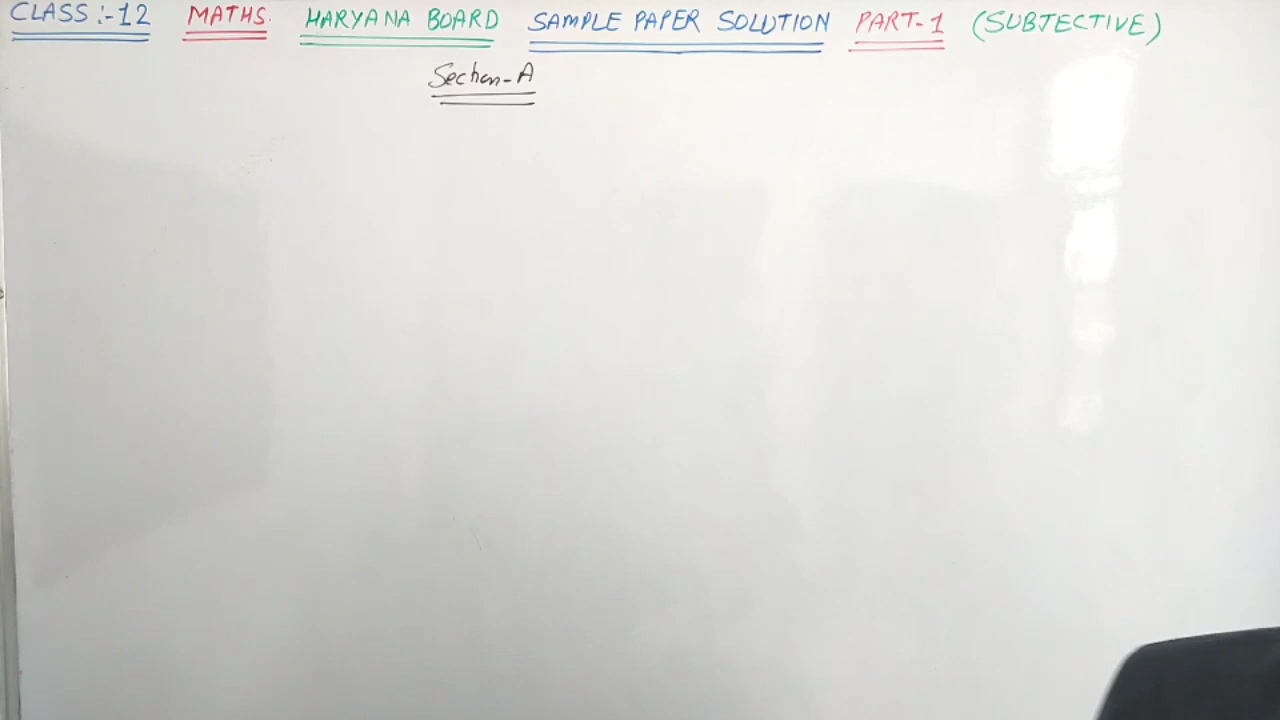 CLASS :- 12 MATHS. HARYANA BOARD SAMPLE PAPER SOLUTION PART-1 (SUBJECTIVE)
Section-A